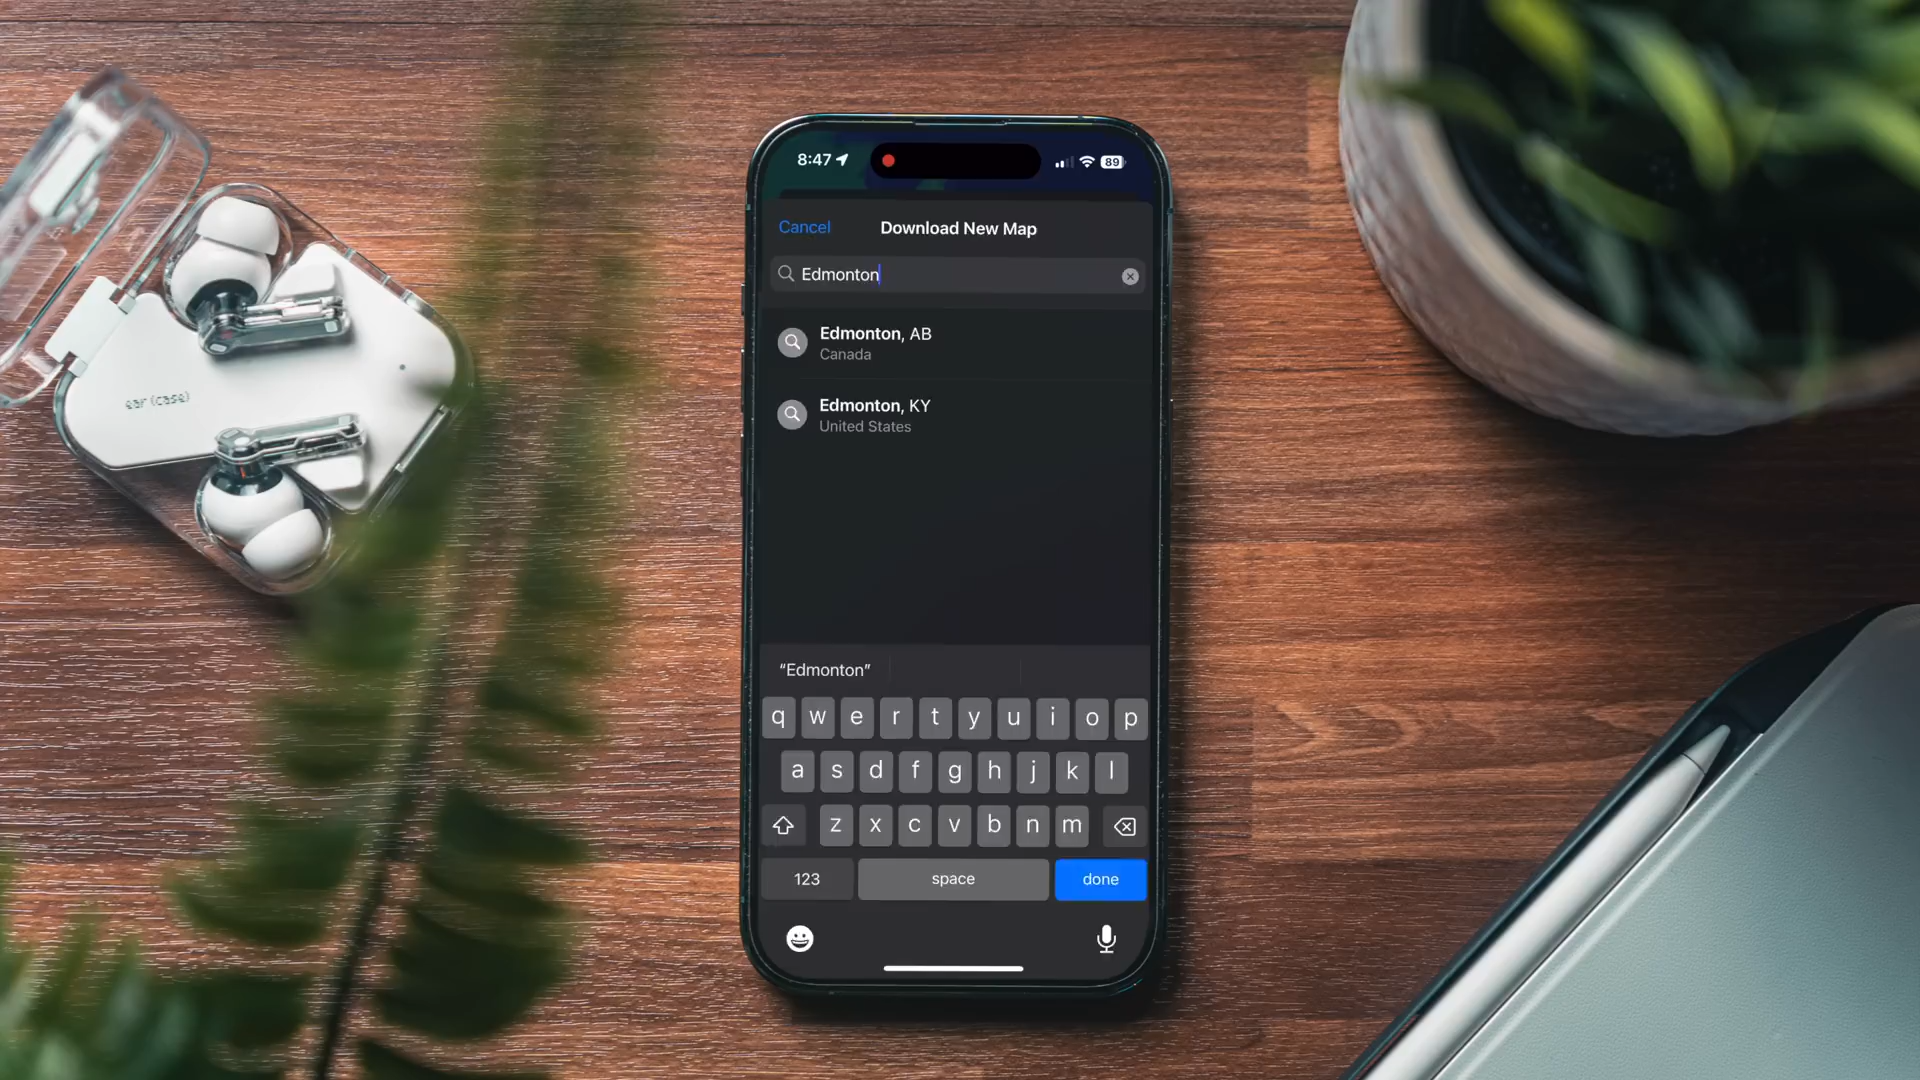 8:47
89
Cancel
Download New Map
Edmonton
Edmonton, AB
Canada
Edmonton, KY
United States
“Edmonton”
q w e r t y u i o p
a s d f g h j k l
z x c v b n m
123
space
done
ear (case)